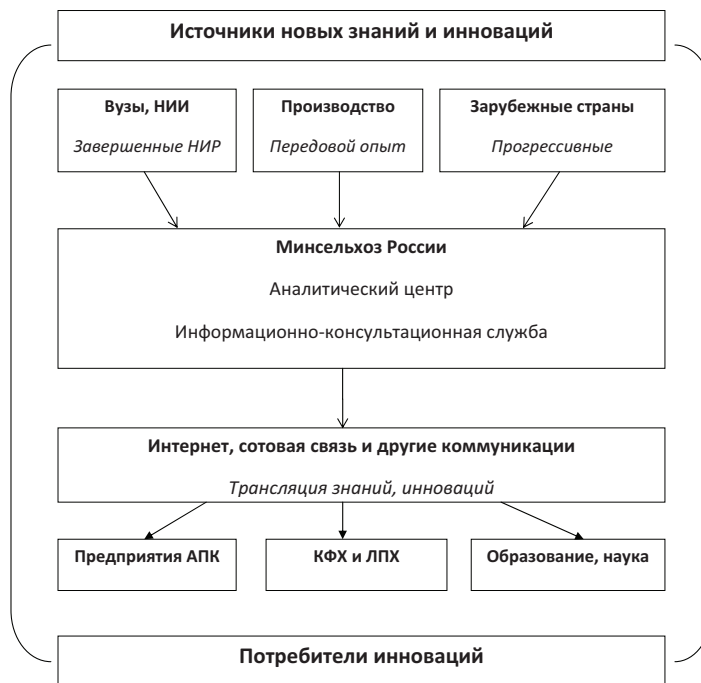 Источники новых знаний и инноваций
Вузы, НИИ
Завершенные НИР
Производство
Передовой опыт
Зарубежные страны
Прогрессивные
Минсельхоз России
Аналитический центр
Информационно-консультационная служба
Интернет, сотовая связь и другие коммуникации
Трансляция знаний, инноваций
Предприятия АПК
КФХ и ЛПХ
Образование, наука
Потребители инноваций